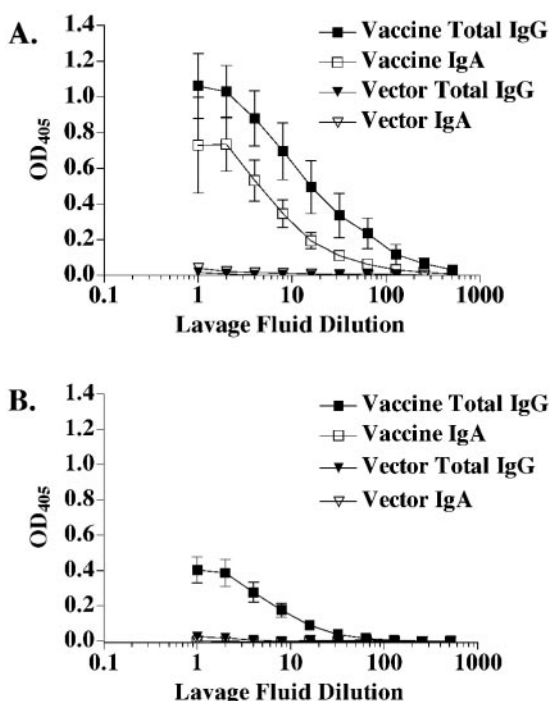 A.
Vaccine Total IgG
Vaccine IgA
Vector Total IgG
Vector IgA
OD405
1.4
1.2
1.0
0.8
0.6
0.4
0.2
0.0
0.1 1 10 100 1000
Lavage Fluid Dilution
B.
Vaccine Total IgG
Vaccine IgA
Vector Total IgG
Vector IgA
OD405
1.4
1.2
1.0
0.8
0.6
0.4
0.2
0.0
0.1 1 10 100 1000
Lavage Fluid Dilution